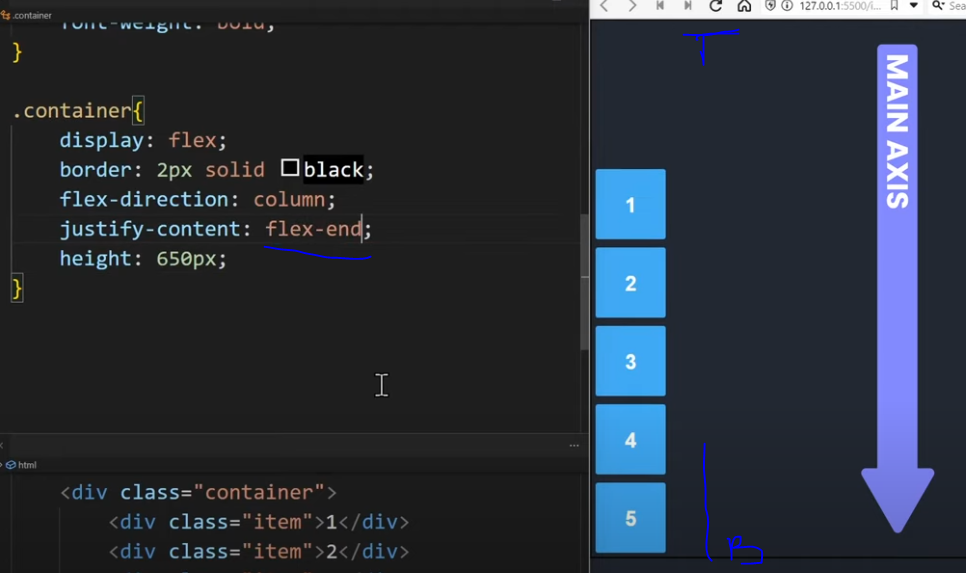 .container
font-weight: bold;
}
.container{
display: flex;
border: 2px solid black;
flex-direction: column;
justify-content: flex-end;
height: 650px;
}
html
<div class="container">
<div class="item">1</div>
<div class="item">2</div>
127.0.0.1:5500/i...
Sea
T
MAIN AXIS
1
2
3
4
5
B